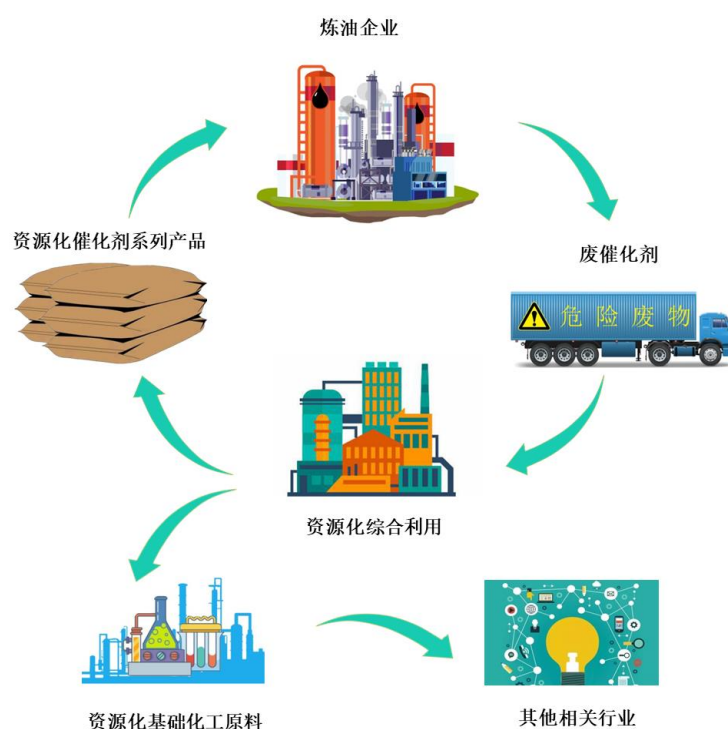 炼油企业
资源化催化剂系列产品
废催化剂
危险废物
资源化综合利用
资源化基础化工原料
其他相关行业